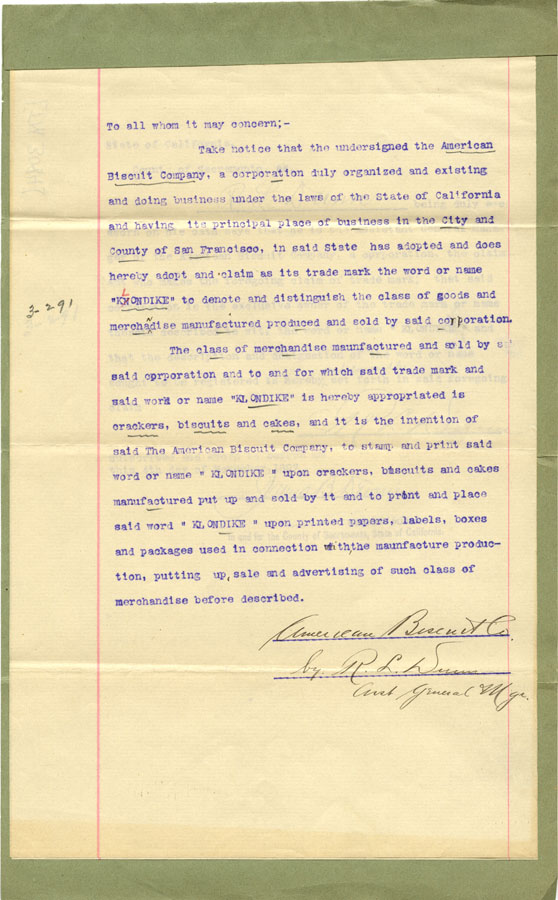 To all whom it may concern;-
Take notice that the undersigned the American
Biscuit Company, a corporation duly organized and existing
and doing business under the laws of the State of California
and having its principal place of business in the City and
County of San Francisco, in said State has adopted and does
hereby adopt and claim as its trade mark the word or name
"KLONDIKE" to denote and distinguish the class of goods and
3-291
merchadise manufactured produced and sold by said corporation.
The class of merchandise maunfactured and sold by
said corporation and to and for which said trade mark and
said word or name "KLONDIKE" is hereby appropriated is
crackers, biscuits and cakes, and it is the intention of
said The American Biscuit Company, to stamp and print said
word or name " KLONDIKE " upon crackers, biscuits and cakes
manufactured put up and sold by it and to print and place
said word " KLONDIKE " upon printed papers, labels, boxes
and packages used in connection with,the maunfacture produc-
tion, putting up, sale and advertising of such class of
merchandise before described.
American Biscuit Co.
by R. L.
Asst General Mgr.